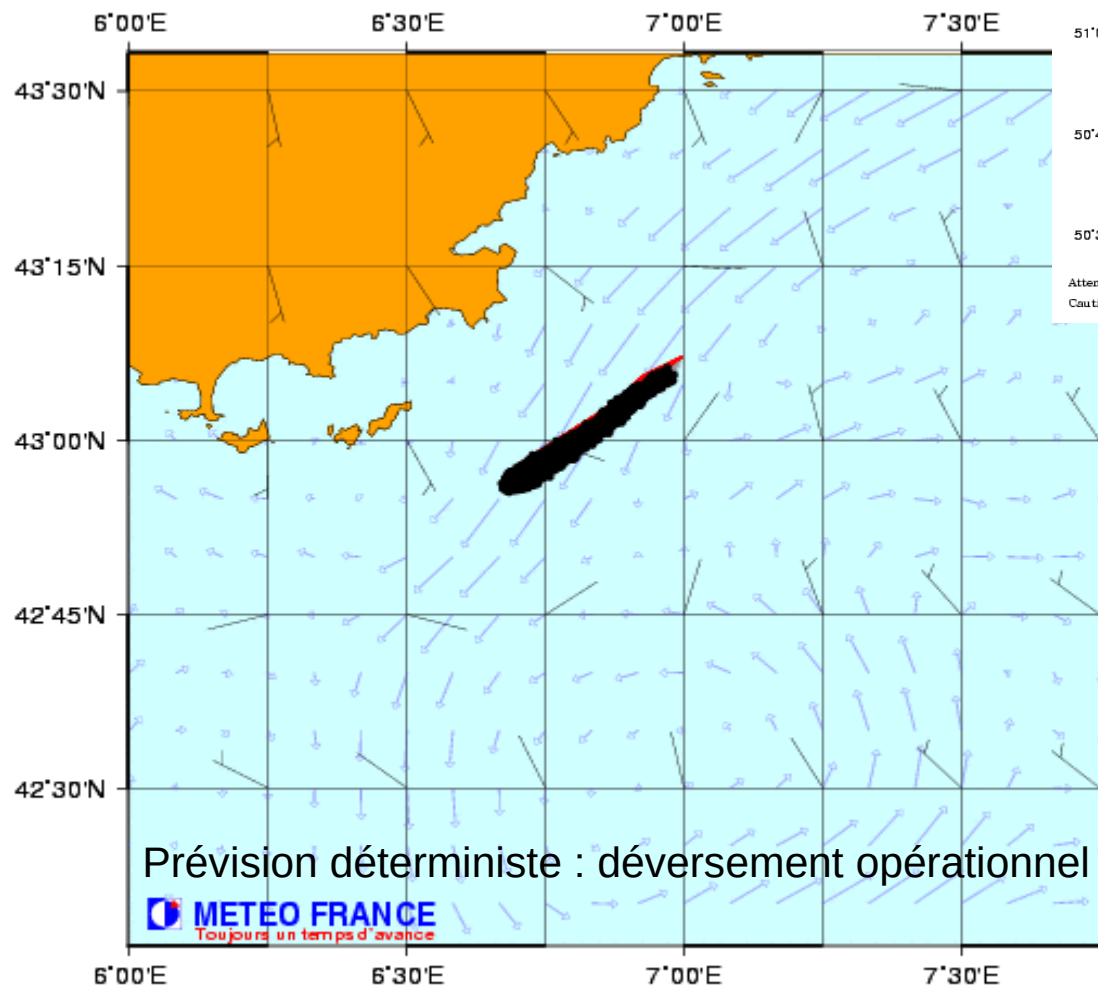 6°00'E 6°30'E 7°00'E 7°30'E
43°30'N
43°15'N
43°00'N
42°45'N
42°30'N
Prévision déterministe : déversement opérationnel
METEO FRANCE
Toujours un temps d'avance
6°00'E 6°30'E 7°00'E 7°30'E